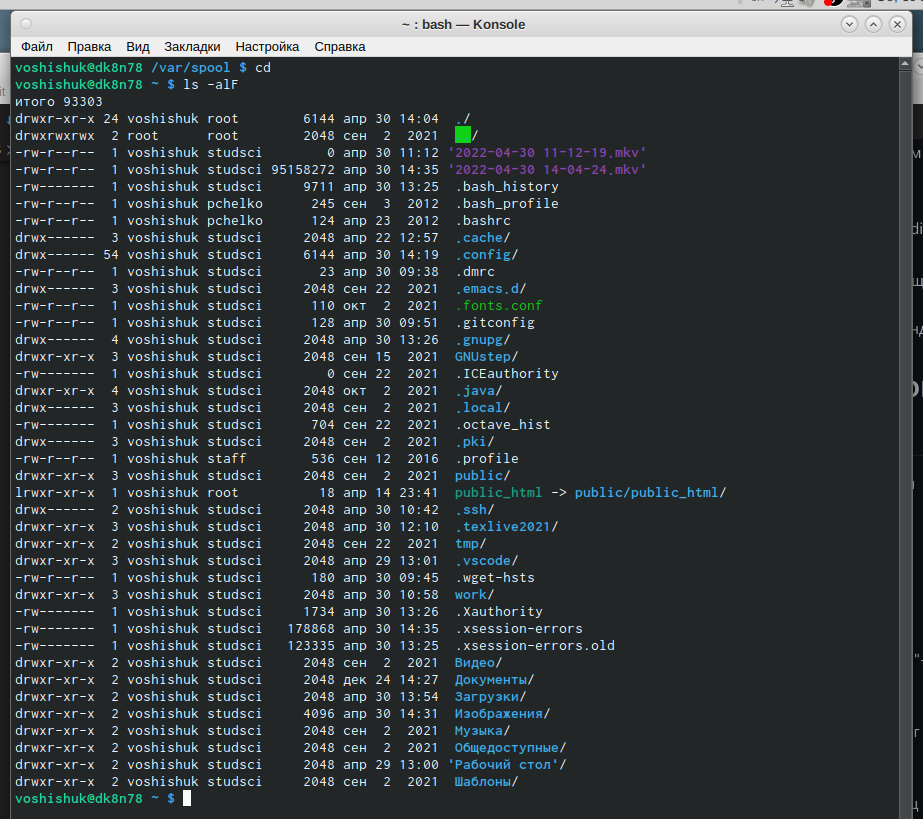 ~ : bash — Konsole
Файл Правка Вид Закладки Настройка Справка
voshishuk@dk8n78 /var/spool $ cd
voshishuk@dk8n78 ~ $ ls -alF
итого 93303
drwxr-xr-x 24 voshishuk root 6144 апр 30 14:04 ./
drwxrwxrwx 2 root root 2048 сен 2 2021 ../
-rw-r--r-- 1 voshishuk studsci 0 апр 30 11:12 '2022-04-30 11-12-19.mkv'
-rw-r--r-- 1 voshishuk studsci 95158272 апр 30 14:35 '2022-04-30 14-04-24.mkv'
-rw------- 1 voshishuk studsci 9711 апр 30 13:25 .bash_history
-rw-r--r-- 1 voshishuk pchelko 245 сен 3 2012 .bash_profile
-rw-r--r-- 1 voshishuk pchelko 124 апр 23 2012 .bashrc
drwx------ 3 voshishuk studsci 2048 апр 22 12:57 .cache/
drwx------ 54 voshishuk studsci 6144 апр 30 14:19 .config/
-rw-r--r-- 1 voshishuk studsci 23 апр 30 09:38 .dmrc
drwx------ 3 voshishuk studsci 2048 сен 22 2021 .emacs.d/
-rw-r--r-- 1 voshishuk studsci 110 окт 2 2021 .fonts.conf
-rw-r--r-- 1 voshishuk studsci 128 апр 30 09:51 .gitconfig
drwx------ 4 voshishuk studsci 2048 апр 30 13:26 .gnupg/
drwxr-xr-x 3 voshishuk studsci 2048 сен 15 2021 GNUstep/
-rw------- 1 voshishuk studsci 0 сен 22 2021 .ICEauthority
drwxr-xr-x 4 voshishuk studsci 2048 окт 2 2021 .java/
drwx------ 3 voshishuk studsci 2048 сен 2 2021 .local/
-rw------- 1 voshishuk studsci 704 сен 22 2021 .octave_hist
drwx------ 3 voshishuk studsci 2048 сен 2 2021 .pki/
-rw-r--r-- 1 voshishuk staff 536 сен 12 2016 .profile
drwxr-xr-x 3 voshishuk studsci 2048 сен 2 2021 public/
lrwxr-xr-x 1 voshishuk root 18 апр 14 23:41 public_html -> public/public_html/
drwx------ 2 voshishuk studsci 2048 апр 30 10:42 .ssh/
drwxr-xr-x 3 voshishuk studsci 2048 апр 30 12:10 .texlive2021/
drwxr-xr-x 2 voshishuk studsci 2048 сен 22 2021 tmp/
drwxr-xr-x 3 voshishuk studsci 2048 апр 29 13:01 .vscode/
-rw-r--r-- 1 voshishuk studsci 180 апр 30 09:45 .wget-hsts
drwxr-xr-x 3 voshishuk studsci 2048 апр 30 10:58 work/
-rw------- 1 voshishuk studsci 1734 апр 30 13:26 .Xauthority
-rw------- 1 voshishuk studsci 178868 апр 30 14:35 .xsession-errors
-rw------- 1 voshishuk studsci 123335 апр 30 13:25 .xsession-errors.old
drwxr-xr-x 2 voshishuk studsci 2048 сен 2 2021 Видео/
drwxr-xr-x 2 voshishuk studsci 2048 дек 24 14:27 Документы/
drwxr-xr-x 2 voshishuk studsci 2048 апр 30 13:54 Загрузки/
drwxr-xr-x 2 voshishuk studsci 4096 апр 30 14:31 Изображения/
drwxr-xr-x 2 voshishuk studsci 2048 сен 2 2021 Музыка/
drwxr-xr-x 2 voshishuk studsci 2048 сен 2 2021 Общедоступные/
drwxr-xr-x 2 voshishuk studsci 2048 апр 29 13:00 'Рабочий стол'/
drwxr-xr-x 2 voshishuk studsci 2048 сен 2 2021 Шаблоны/
voshishuk@dk8n78 ~ $